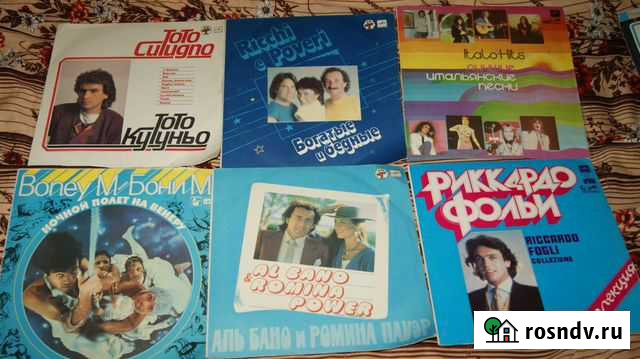 Toto
Cutugno
Тото
Кутуньо
Ricchi
e Poveri
Богатые
и бедные
Italo Hits
итальянские
песни
Boney M Бони М
НОЧНОЙ ПОЛЕТ НА ВЕНЕРУ
AL BANO
& ROMINA
POWER
АЛЬ БАНО и РОМИНА ПАУЭР
РИККАРДО
ФОЛЬИ
RICCARDO
FOGLI
COLLEZIONE
rosndv.ru